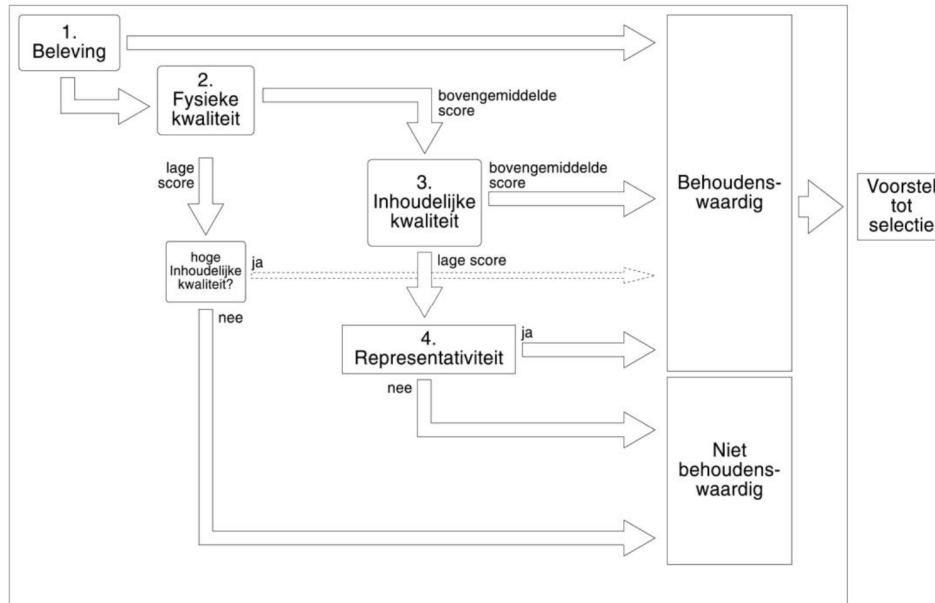 1.
Beleving
2.
Fysieke
kwaliteit
bovengemiddelde
score
lage
score
3.
Inhoudelijke
kwaliteit
bovengemiddelde
score
Behoudens-
waardig
Voorstel
tot
selectie
hoge
Inhoudelijke
kwaliteit?
ja
lage score
nee
4.
Representativiteit
ja
nee
Niet
behoudens-
waardig